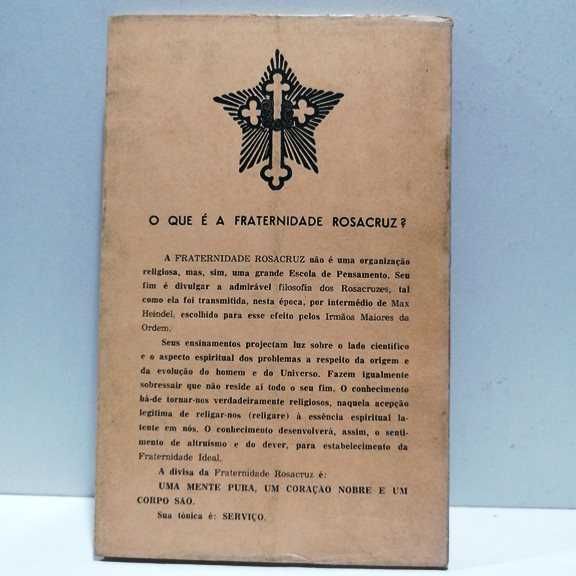 O QUE É A FRATERNIDADE ROSACRUZ?
A FRATERNIDADE ROSACRUZ não é uma organização
religiosa, mas, sim, uma grande Escola de Pensamento. Seu
fim é divulgar a admirável filosofia dos Rosacruzes, tal
como ela foi transmitida, nesta época, por intermédio de Max
Heindel, escolhido para esse efeito pelos Irmãos Maiores da
Ordem.
Seus ensinamentos projectam luz sobre o lado científico
e o aspecto espiritual dos problemas a respeito da origem e
da evolução do homem e do Universo. Fazem igualmente
sobressair que não reside aí todo o seu fim. O conhecimento
há-de tornar-nos verdadeiramente religiosos, naquela acepção
legítima de religar-nos (religare) à essência espiritual la-
tente em nós. O conhecimento desenvolverá, assim, o senti-
mento de altruísmo e do dever, para estabelecimento da
Fraternidade Ideal.
A divisa da Fraternidade Rosacruz é:
UMA MENTE PURA, UM CORAÇÃO NOBRE E UM
CORPO SÃO.
Sua tónica é: SERVIÇO.